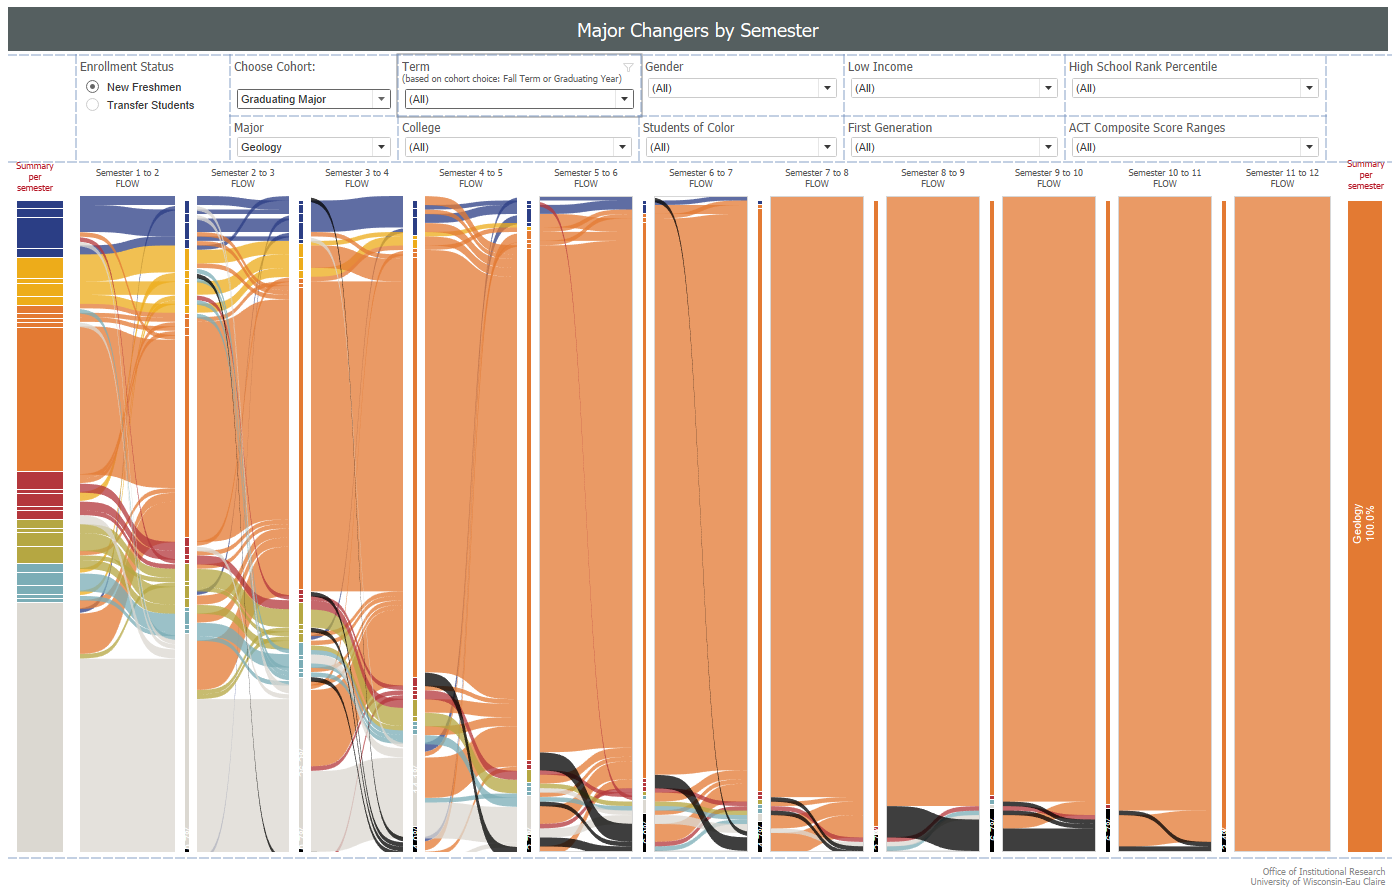 Major Changers by Semester
Enrollment Status
New Freshmen
Transfer Students
Choose Cohort:
Graduating Major
Term
(based on cohort choice: Fall Term or Graduating Year)
(All)
Gender
(All)
Low Income
(All)
High School Rank Percentile
(All)
Major
Geology
College
(All)
Students of Color
(All)
First Generation
(All)
ACT Composite Score Ranges
(All)
Summary
per
semester
Semester 1 to 2
FLOW
Semester 2 to 3
FLOW
Semester 3 to 4
FLOW
Semester 4 to 5
FLOW
Semester 5 to 6
FLOW
Semester 6 to 7
FLOW
Semester 7 to 8
FLOW
Semester 8 to 9
FLOW
Semester 9 to 10
FLOW
Semester 10 to 11
FLOW
Semester 11 to 12
FLOW
Summary
per
semester
Geology
100.0%
Office of Institutional Research
University of Wisconsin-Eau Claire